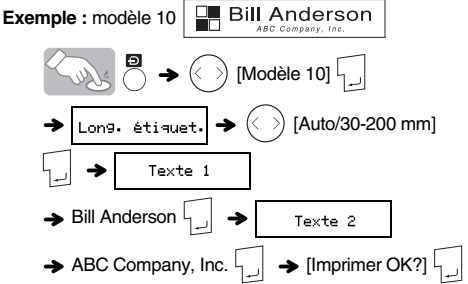 Exemple : modèle 10 Bill Anderson
ABC Company, Inc.
[Modèle 10]
Long. étiquet. [Auto/30-200 mm]
Texte 1
Bill Anderson Texte 2
ABC Company, Inc. [Imprimer OK?]